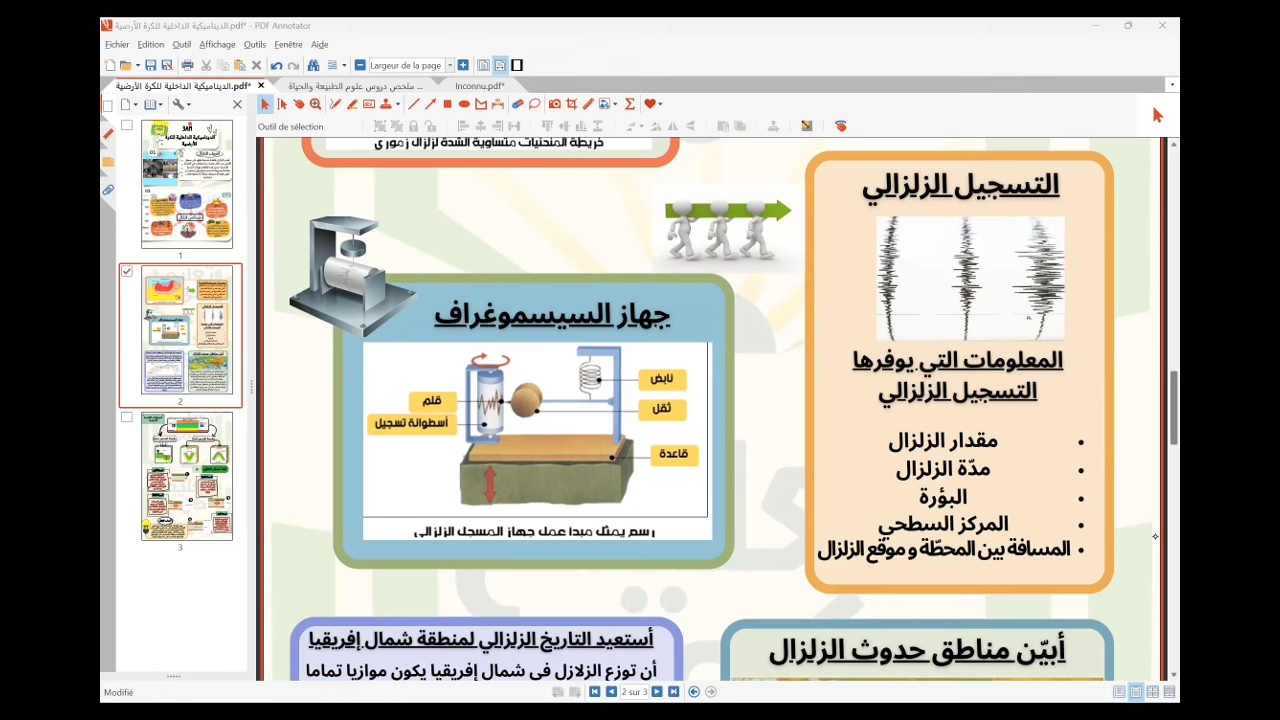 الديناميكية الداخلية للكرة الأرضية.pdf* - PDF Annotator
Fichier Edition Outil Affichage Outils Fenêtre Aide
Largeur de la page
الديناميكية الداخلية للكرة الأرضية.pdf*
ملخص دروس علوم الطبيعة والحياة ...
Inconnu.pdf*
Outil de sélection
1
2
3
خريطة المنحنيات متساوية الشدة لزلزال زموري
التسجيل الزلزالي
المعلومات التي يوفرها
التسجيل الزلزالي
• مقدار الزلزال
• مدّة الزلزال
• البؤرة
• المركز السطحي
• المسافة بين المحطّة و موقع الزلزال
جهاز السيسموغراف
نابض
قلم
ثقل
أسطوانة تسجيل
قاعدة
رسم يمثل مبدأ عمل جهاز المسجل الزلزالي
أبيّن مناطق حدوث الزلزال
أستعيد التاريخ الزلزالي لمنطقة شمال إفريقيا
أن توزع الزلازل في شمال إفريقيا يكون موازيا تماما
Modifié
2 sur 3